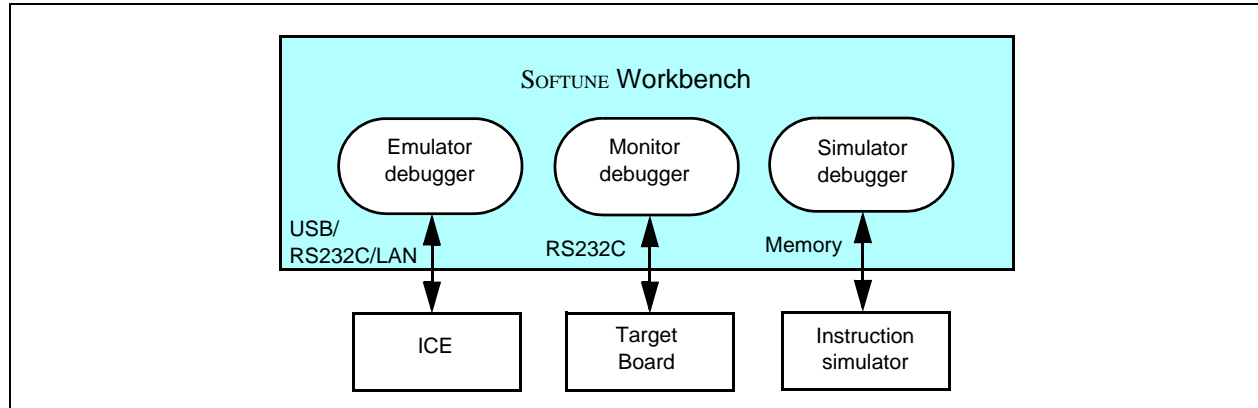 SOFTUNE Workbench
Emulator
debugger
Monitor
debugger
Simulator
debugger
USB/
RS232C/LAN
RS232C
Memory
ICE
Target
Board
Instruction
simulator